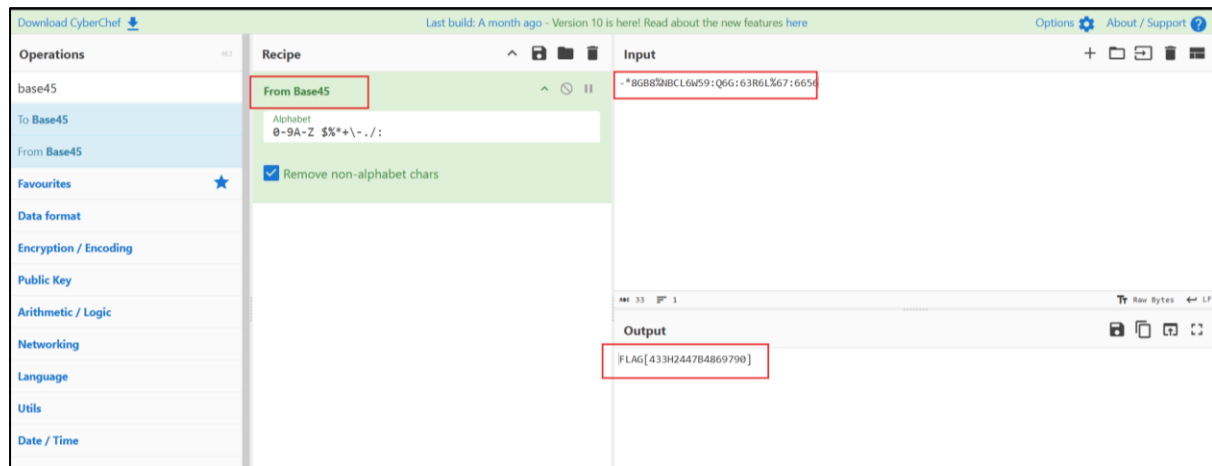 Download CyberChef
Last build: A month ago - Version 10 is here! Read about the new features here
Options
About / Support
Operations
Recipe
Input
base45
From Base45
-*8GB8%NBCL6W59:Q6G:63R6L%67:6656
To Base45
Alphabet
0-9A-Z $%*+\-./:
From Base45
Favourites
Remove non-alphabet chars
Data format
Encryption / Encoding
Public Key
33
1
Raw Bytes
LF
Arithmetic / Logic
Output
Networking
FLAG[433H2447B4869790]
Language
Utils
Date / Time